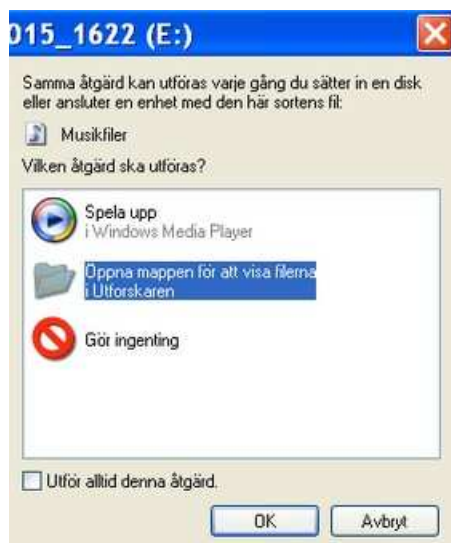 015_1622 (E:)
Samma åtgärd kan utföras varje gång du sätter in en disk
eller ansluter en enhet med den här sortens fil:
Musikfiler
Vilken åtgärd ska utföras?
Spela upp
i Windows Media Player
Öppna mappen för att visa filerna
i Utforskaren
Gör ingenting
Utför alltid denna åtgärd.
OK
Avbryt